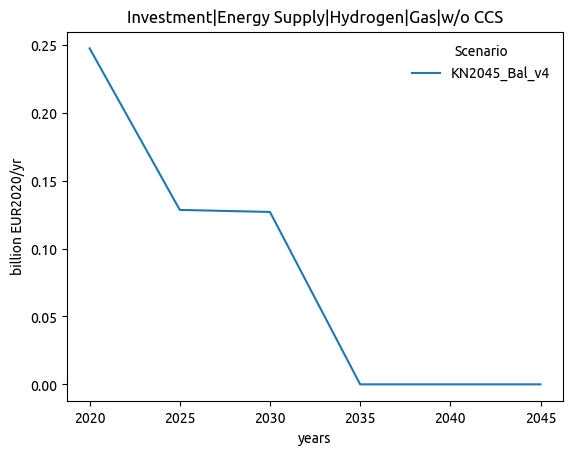 Investment|Energy Supply|Hydrogen|Gas|w/o CCS
Scenario
KN2045_Bal_v4
billion EUR2020/yr
0.25
0.20
0.15
0.10
0.05
0.00
2020 2025 2030 2035 2040 2045
years